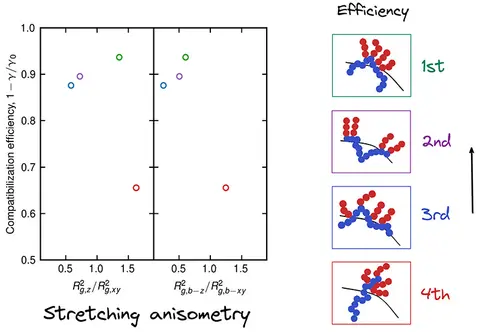 Efficiency
1.0
0.9
0.8
0.7
0.6
0.5
Compatibilization efficiency, 1 − γ/γ₀
0.5 1.0 1.5 0.5 1.0 1.5
R²g,z/R²g,xy R²g,b−z/R²g,b−xy
Stretching anisometry
1st
2nd
3rd
4th